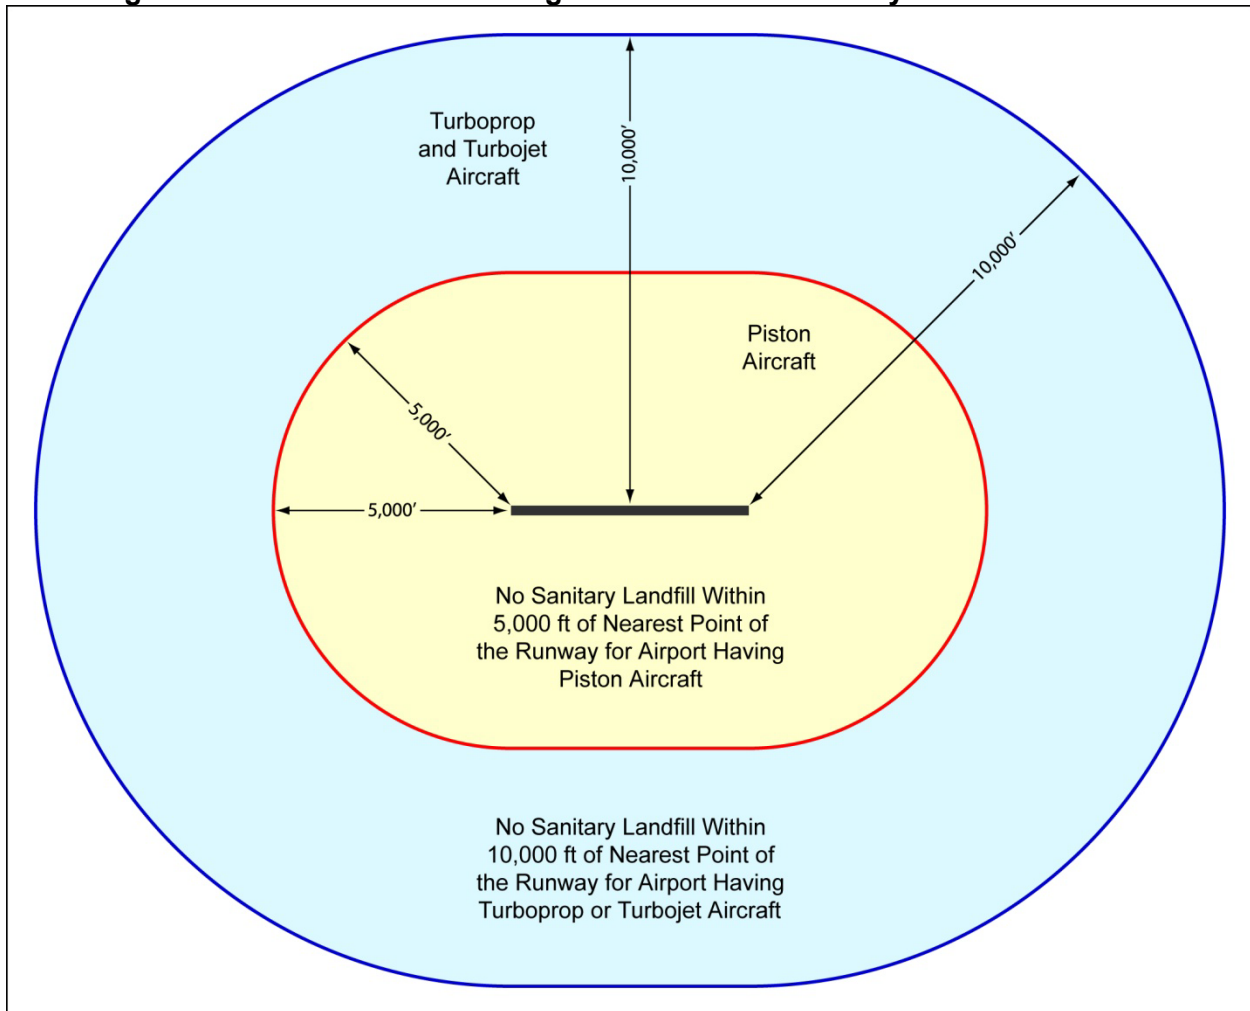 Turboprop
and Turbojet
Aircraft
10,000’
10,000’
Piston
Aircraft
5,000’
5,000’
No Sanitary Landfill Within
5,000 ft of Nearest Point of
the Runway for Airport Having
Piston Aircraft
No Sanitary Landfill Within
10,000 ft of Nearest Point of
the Runway for Airport Having
Turboprop or Turbojet Aircraft